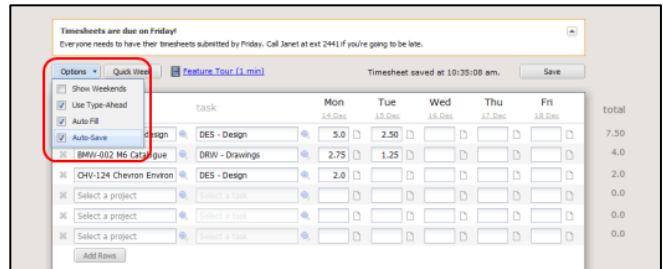 Timesheets are due on Friday!
Everyone needs to have their timesheets submitted by Friday. Call Janet at ext 2441 if you're going to be late.
Options Quick Week Feature Tour (1 min) Timesheet saved at 10:35:08 am. Save
Show Weekends
Use Type-Ahead
Auto Fill
Auto-Save
task Mon Tue Wed Thu Fri total
14 Dec 15 Dec 16 Dec 17 Dec 18 Dec
design DES - Design 5.0 2.50 7.50
BMW-002 M6 Catalogue DRW - Drawings 2.75 1.25 4.0
CHV-124 Chevron Environ DES - Design 2.0 2.0
Select a project Select a task 0.0
Select a project Select a task 0.0
Select a project Select a task 0.0
Add Rows